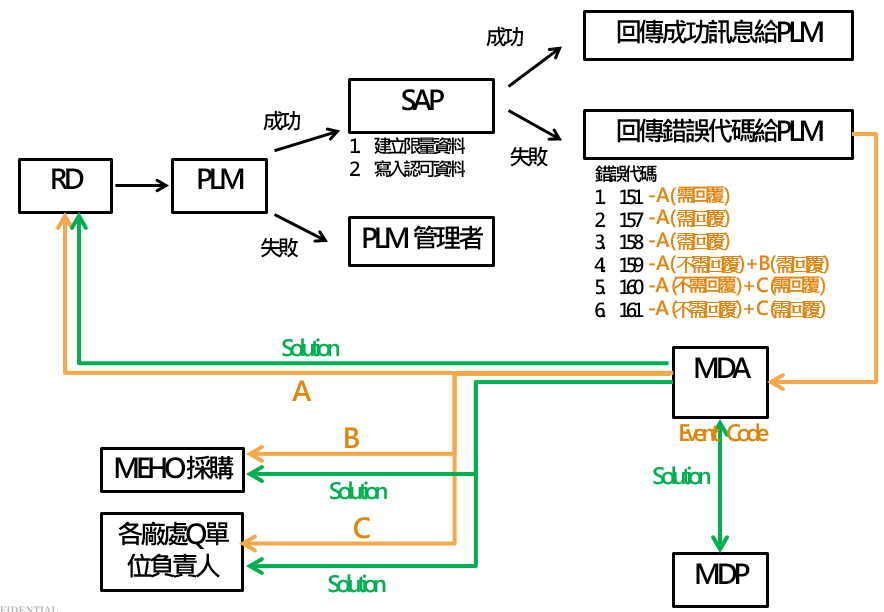 成功
回傳成功訊息給PLM
SAP
成功
回傳錯誤代碼給PLM
1. 建立限量資料
2. 寫入認可資料
失敗
RD
PLM
錯誤代碼
1. 151 -A(需回覆)
2. 157 -A(需回覆)
3. 158 -A(需回覆)
4. 159 -A(不需回覆)+B(需回覆)
5. 160 -A(不需回覆)+C(需回覆)
6. 161 -A(不需回覆)+C(需回覆)
失敗
PLM 管理者
Solution
MDA
A
Event Code
B
MEHO 採購
Solution
Solution
C
各廠處Q單
位負責人
Solution
MDP
FIDENTIAL